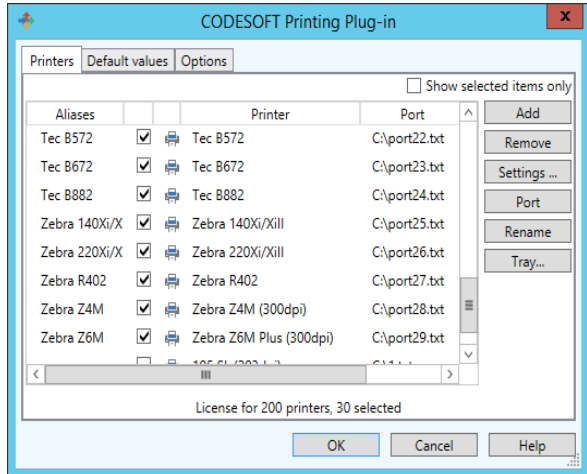 CODESOFT Printing Plug-in
x
Printers Default values Options
Show selected items only
Aliases Printer Port
Tec B572 Tec B572 C:\port22.txt
Tec B672 Tec B672 C:\port23.txt
Tec B882 Tec B882 C:\port24.txt
Zebra 140Xi/X Zebra 140Xi/XiII C:\port25.txt
Zebra 220Xi/X Zebra 220Xi/XiII C:\port26.txt
Zebra R402 Zebra R402 C:\port27.txt
Zebra Z4M Zebra Z4M (300dpi) C:\port28.txt
Zebra Z6M Zebra Z6M Plus (300dpi) C:\port29.txt
Add
Remove
Settings ...
Port
Rename
Tray...
License for 200 printers, 30 selected
OK Cancel Help